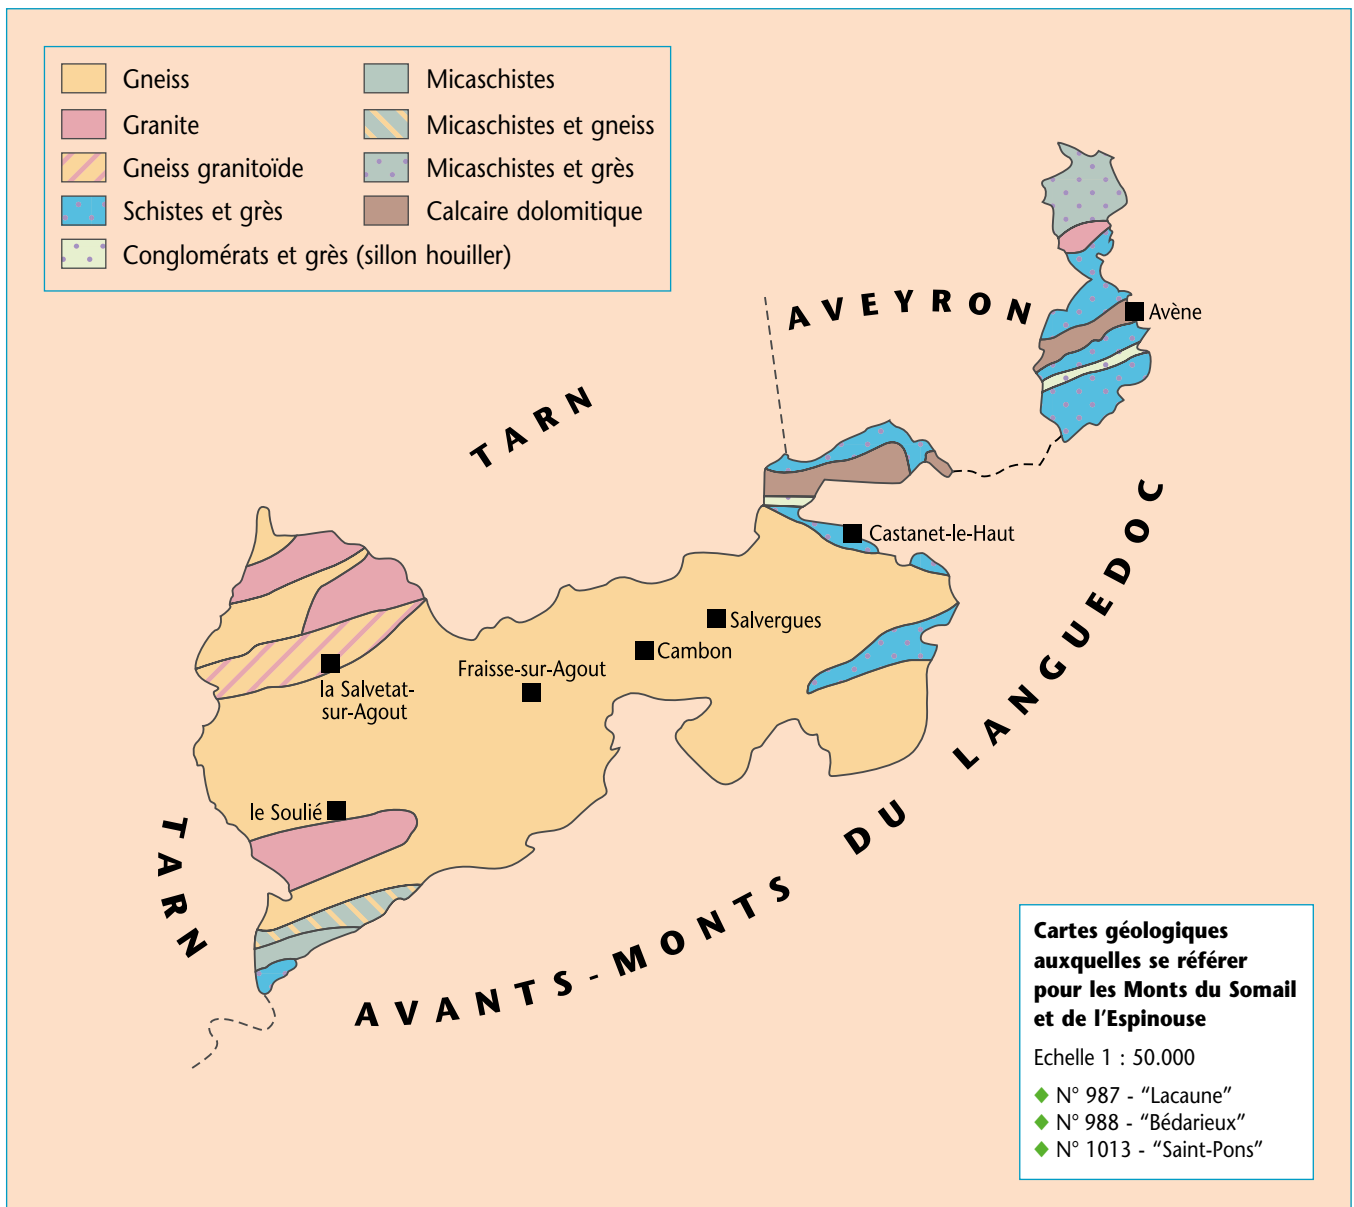 Gneiss
Granite
Gneiss granitoïde
Schistes et grès
Conglomérats et grès (sillon houiller)
Micaschistes
Micaschistes et gneiss
Micaschistes et grès
Calcaire dolomitique
AVEYRON
Avène
TARN
Castanet-le-Haut
Salvergues
Cambon
Fraisse-sur-Agout
la Salvetat-
sur-Agout
le Soulié
TARN
AVANTS-MONTS DU LANGUEDOC
Cartes géologiques
auxquelles se référer
pour les Monts du Somail
et de l'Espinouse
Echelle 1 : 50.000
N° 987 - “Lacaune”
N° 988 - “Bédarieux”
N° 1013 - “Saint-Pons”